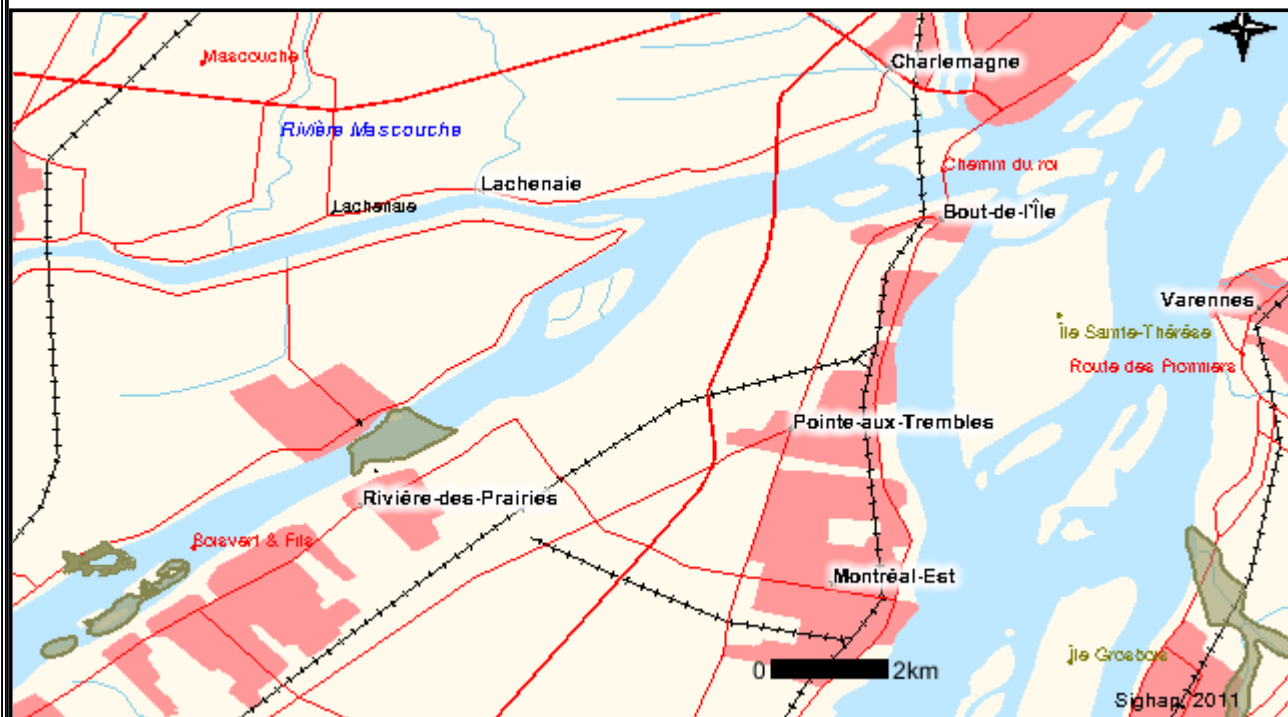 Mascouche
Charlemagne
Rivière Mascouche
Chemin du roi
Lachenaie
Lachenaie
Bout-de-l'Île
Varennes
Île Sainte-Thérèse
Route des Pionniers
Pointe-aux-Trembles
Rivière-des-Prairies
Boisvert & Fils
Montréal-Est
Île Grosbois
0 2km
Sighap, 2011